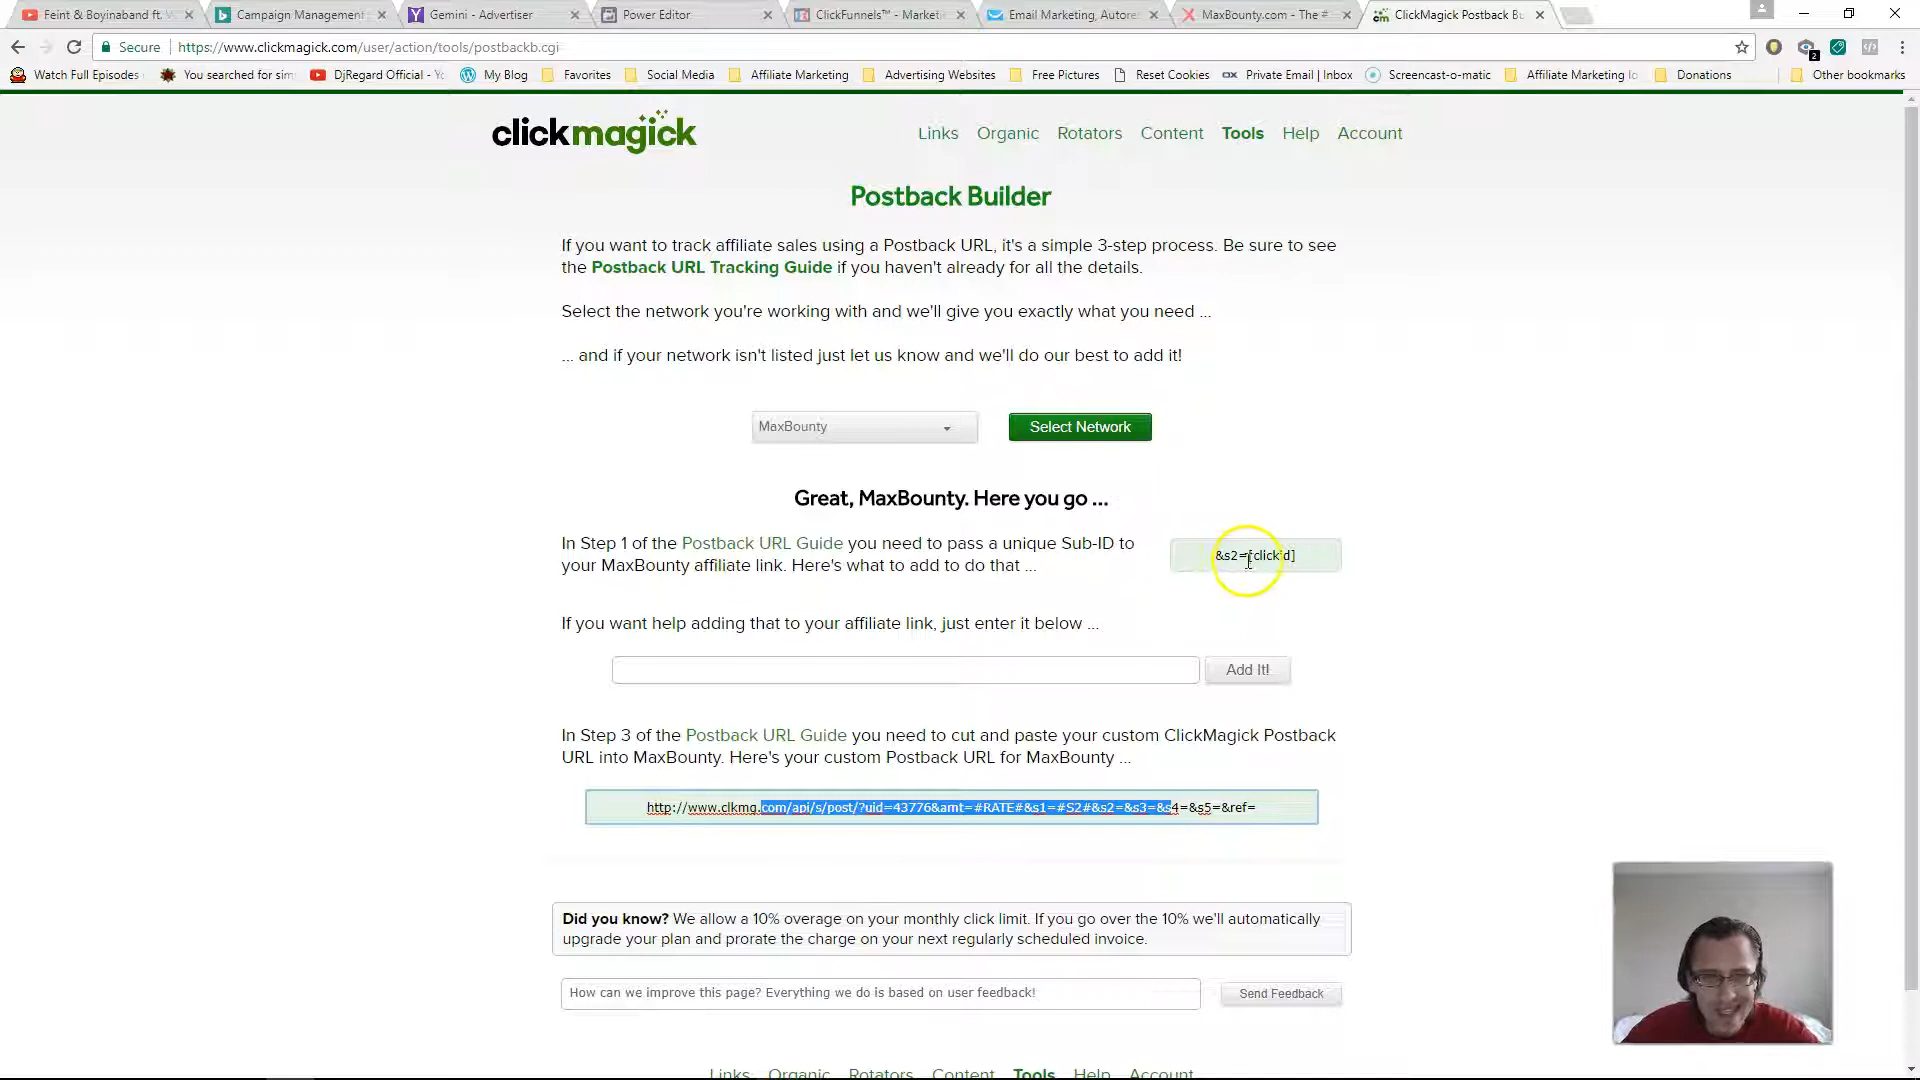 Feint & Boyinaband ft. V
Campaign Management
Gemini - Advertiser
Power Editor
ClickFunnels™ - Market
Email Marketing, Autore
MaxBounty.com - The #
ClickMagick Postback Bu
Secure
https://www.clickmagick.com/user/action/tools/postbackb.cgi
2
Watch Full Episodes
You searched for sim
DjRegard Official - Yo
My Blog
Favorites
Social Media
Affiliate Marketing
Advertising Websites
Free Pictures
Reset Cookies
Private Email | Inbox
Screencast-o-matic
Affiliate Marketing Io
Donations
Other bookmarks
clickmagick
Links Organic Rotators Content Tools Help Account
Postback Builder
If you want to track affiliate sales using a Postback URL, it's a simple 3-step process. Be sure to see
the Postback URL Tracking Guide if you haven't already for all the details.
Select the network you're working with and we'll give you exactly what you need ...
... and if your network isn't listed just let us know and we'll do our best to add it!
MaxBounty
Select Network
Great, MaxBounty. Here you go ...
In Step 1 of the Postback URL Guide you need to pass a unique Sub-ID to
your MaxBounty affiliate link. Here's what to add to do that ...
&s2=[clickid]
If you want help adding that to your affiliate link, just enter it below ...
Add It!
In Step 3 of the Postback URL Guide you need to cut and paste your custom ClickMagick Postback
URL into MaxBounty. Here's your custom Postback URL for MaxBounty ...
http://www.clkmg.com/api/s/post/?uid=43776&amt=#RATE#&s1=#S2#&s2=&s3=&s4=&s5=&ref=
Did you know? We allow a 10% overage on your monthly click limit. If you go over the 10% we'll automatically
upgrade your plan and prorate the charge on your next regularly scheduled invoice.
How can we improve this page? Everything we do is based on user feedback!
Send Feedback
Links Organic Rotators Content Tools Help Account